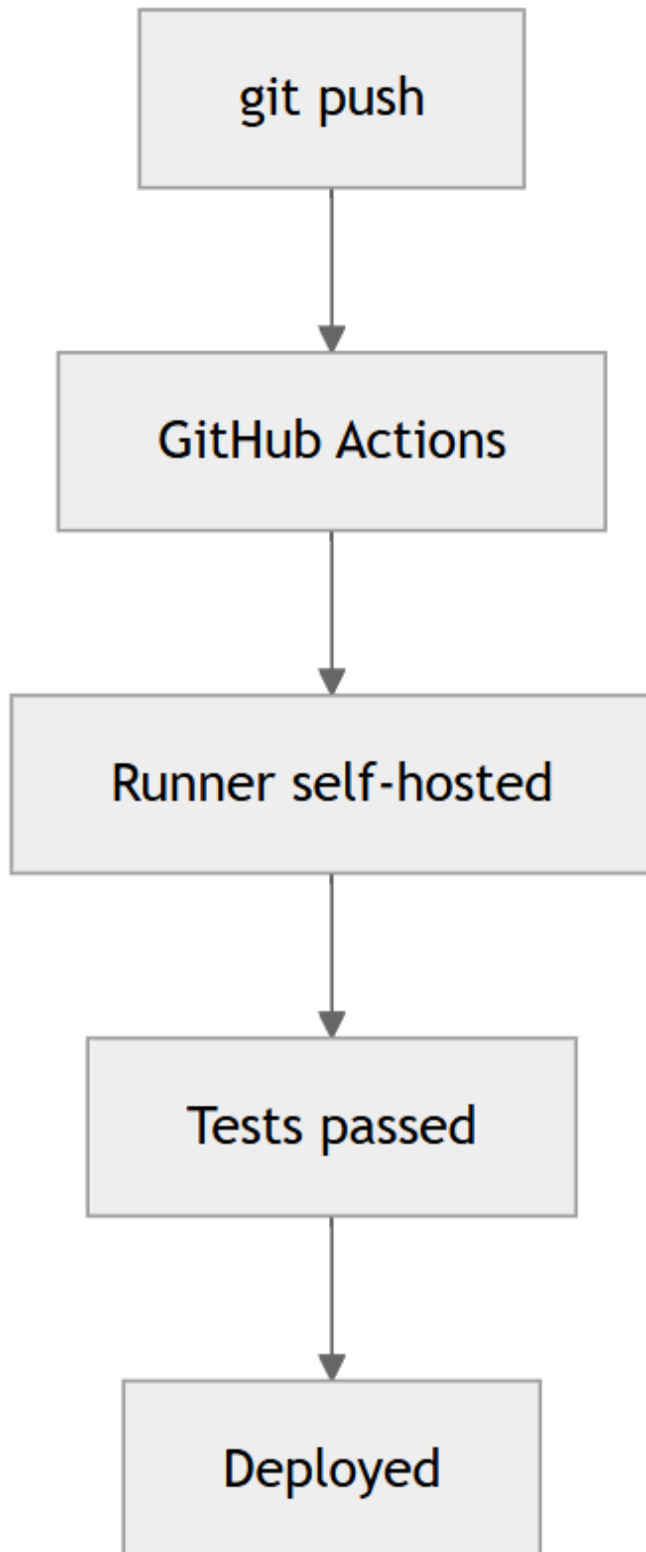 git push
GitHub Actions
Runner self-hosted
Tests passed
Deployed